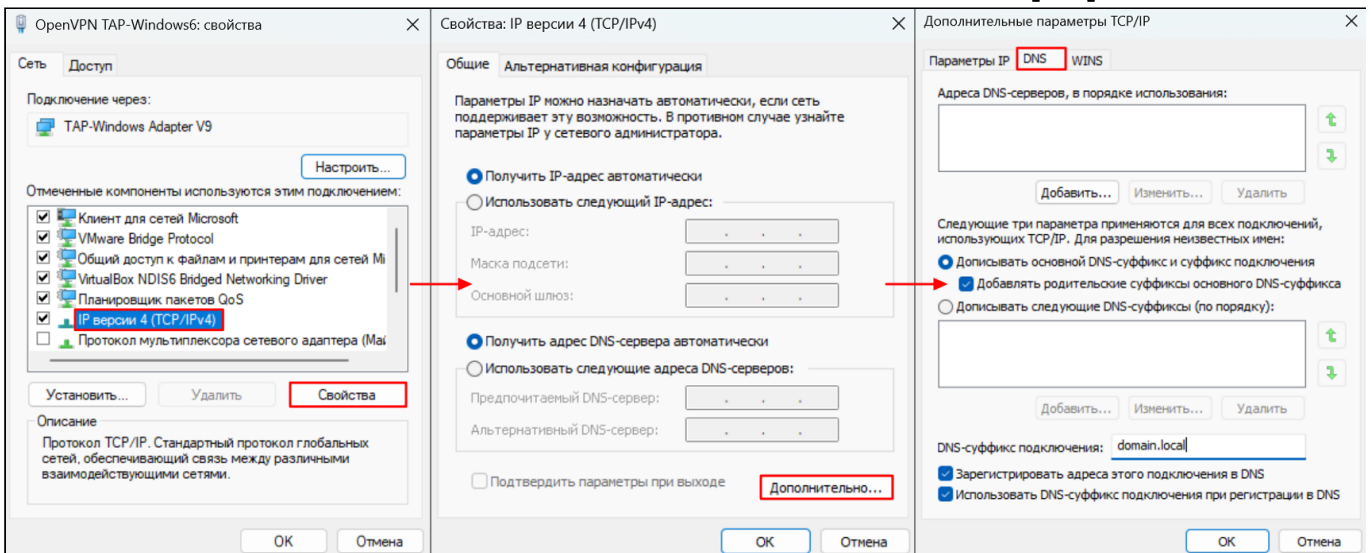 OpenVPN TAP-Windows6: свойства
Сеть Доступ
Подключение через:
TAP-Windows Adapter V9
Настроить...
Отмеченные компоненты используются этим подключением:
Клиент для сетей Microsoft
VMware Bridge Protocol
Общий доступ к файлам и принтерам для сетей Mi
VirtualBox NDIS6 Bridged Networking Driver
Планировщик пакетов QoS
IP версии 4 (TCP/IPv4)
Протокол мультиплексора сетевого адаптера (Май
Установить... Удалить Свойства
Описание
Протокол TCP/IP. Стандартный протокол глобальных
сетей, обеспечивающий связь между различными
взаимодействующими сетями.
ОК Отмена
Свойства: IP версии 4 (TCP/IPv4)
Общие Альтернативная конфигурация
Параметры IP можно назначать автоматически, если сеть
поддерживает эту возможность. В противном случае узнайте
параметры IP у сетевого администратора.
Получить IP-адрес автоматически
Использовать следующий IP-адрес:
IP-адрес:
Маска подсети:
Основной шлюз:
Получить адрес DNS-сервера автоматически
Использовать следующие адреса DNS-серверов:
Предпочитаемый DNS-сервер:
Альтернативный DNS-сервер:
Подтвердить параметры при выходе
Дополнительно...
ОК Отмена
Дополнительные параметры TCP/IP
Параметры IP DNS WINS
Адреса DNS-серверов, в порядке использования:
Добавить... Изменить... Удалить
Следующие три параметра применяются для всех подключений,
использующих TCP/IP. Для разрешения неизвестных имен:
Дописывать основной DNS-суффикс и суффикс подключения
Добавлять родительские суффиксы основного DNS-суффикса
Дописывать следующие DNS-суффиксы (по порядку):
Добавить... Изменить... Удалить
DNS-суффикс подключения: domain.local
Зарегистрировать адреса этого подключения в DNS
Использовать DNS-суффикс подключения при регистрации в DNS
ОК Отмена